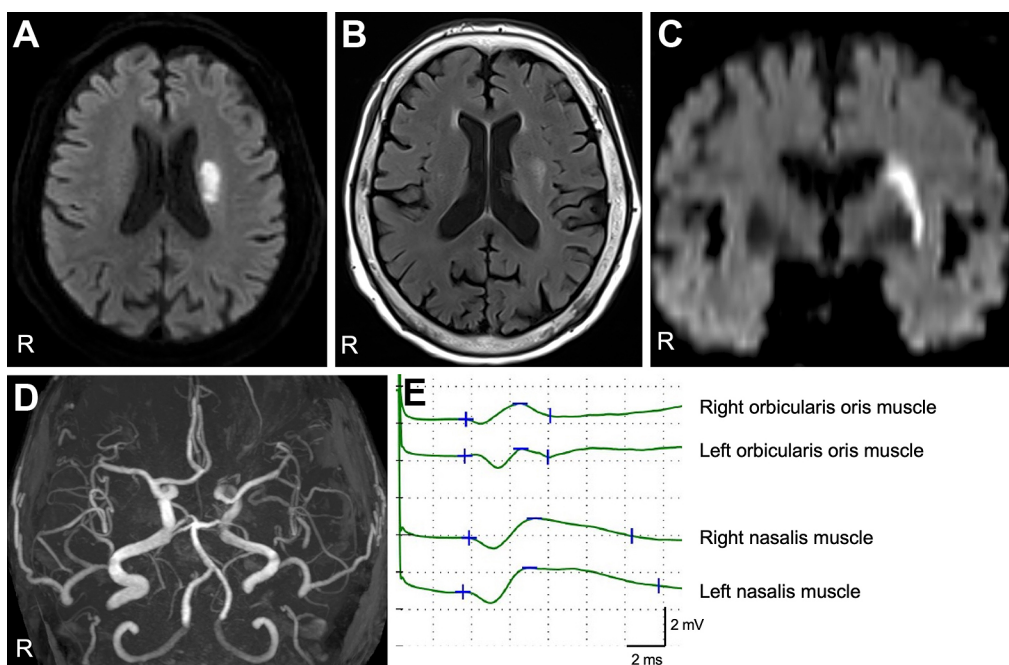 A
B
C
R
R
R
D
E
Right orbicularis oris muscle
Left orbicularis oris muscle
Right nasalis muscle
Left nasalis muscle
2 mV
2 ms
R